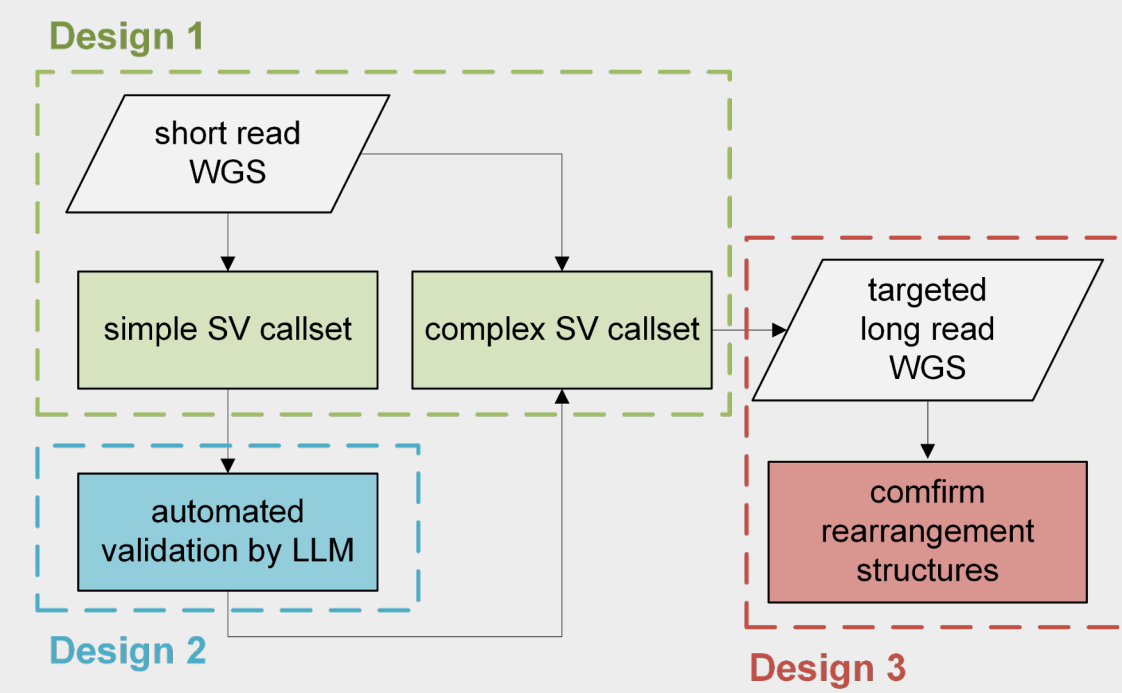 Design 1
short read
WGS
simple SV callset
complex SV callset
targeted
long read
WGS
automated
validation by LLM
comfirm
rearrangement
structures
Design 2
Design 3